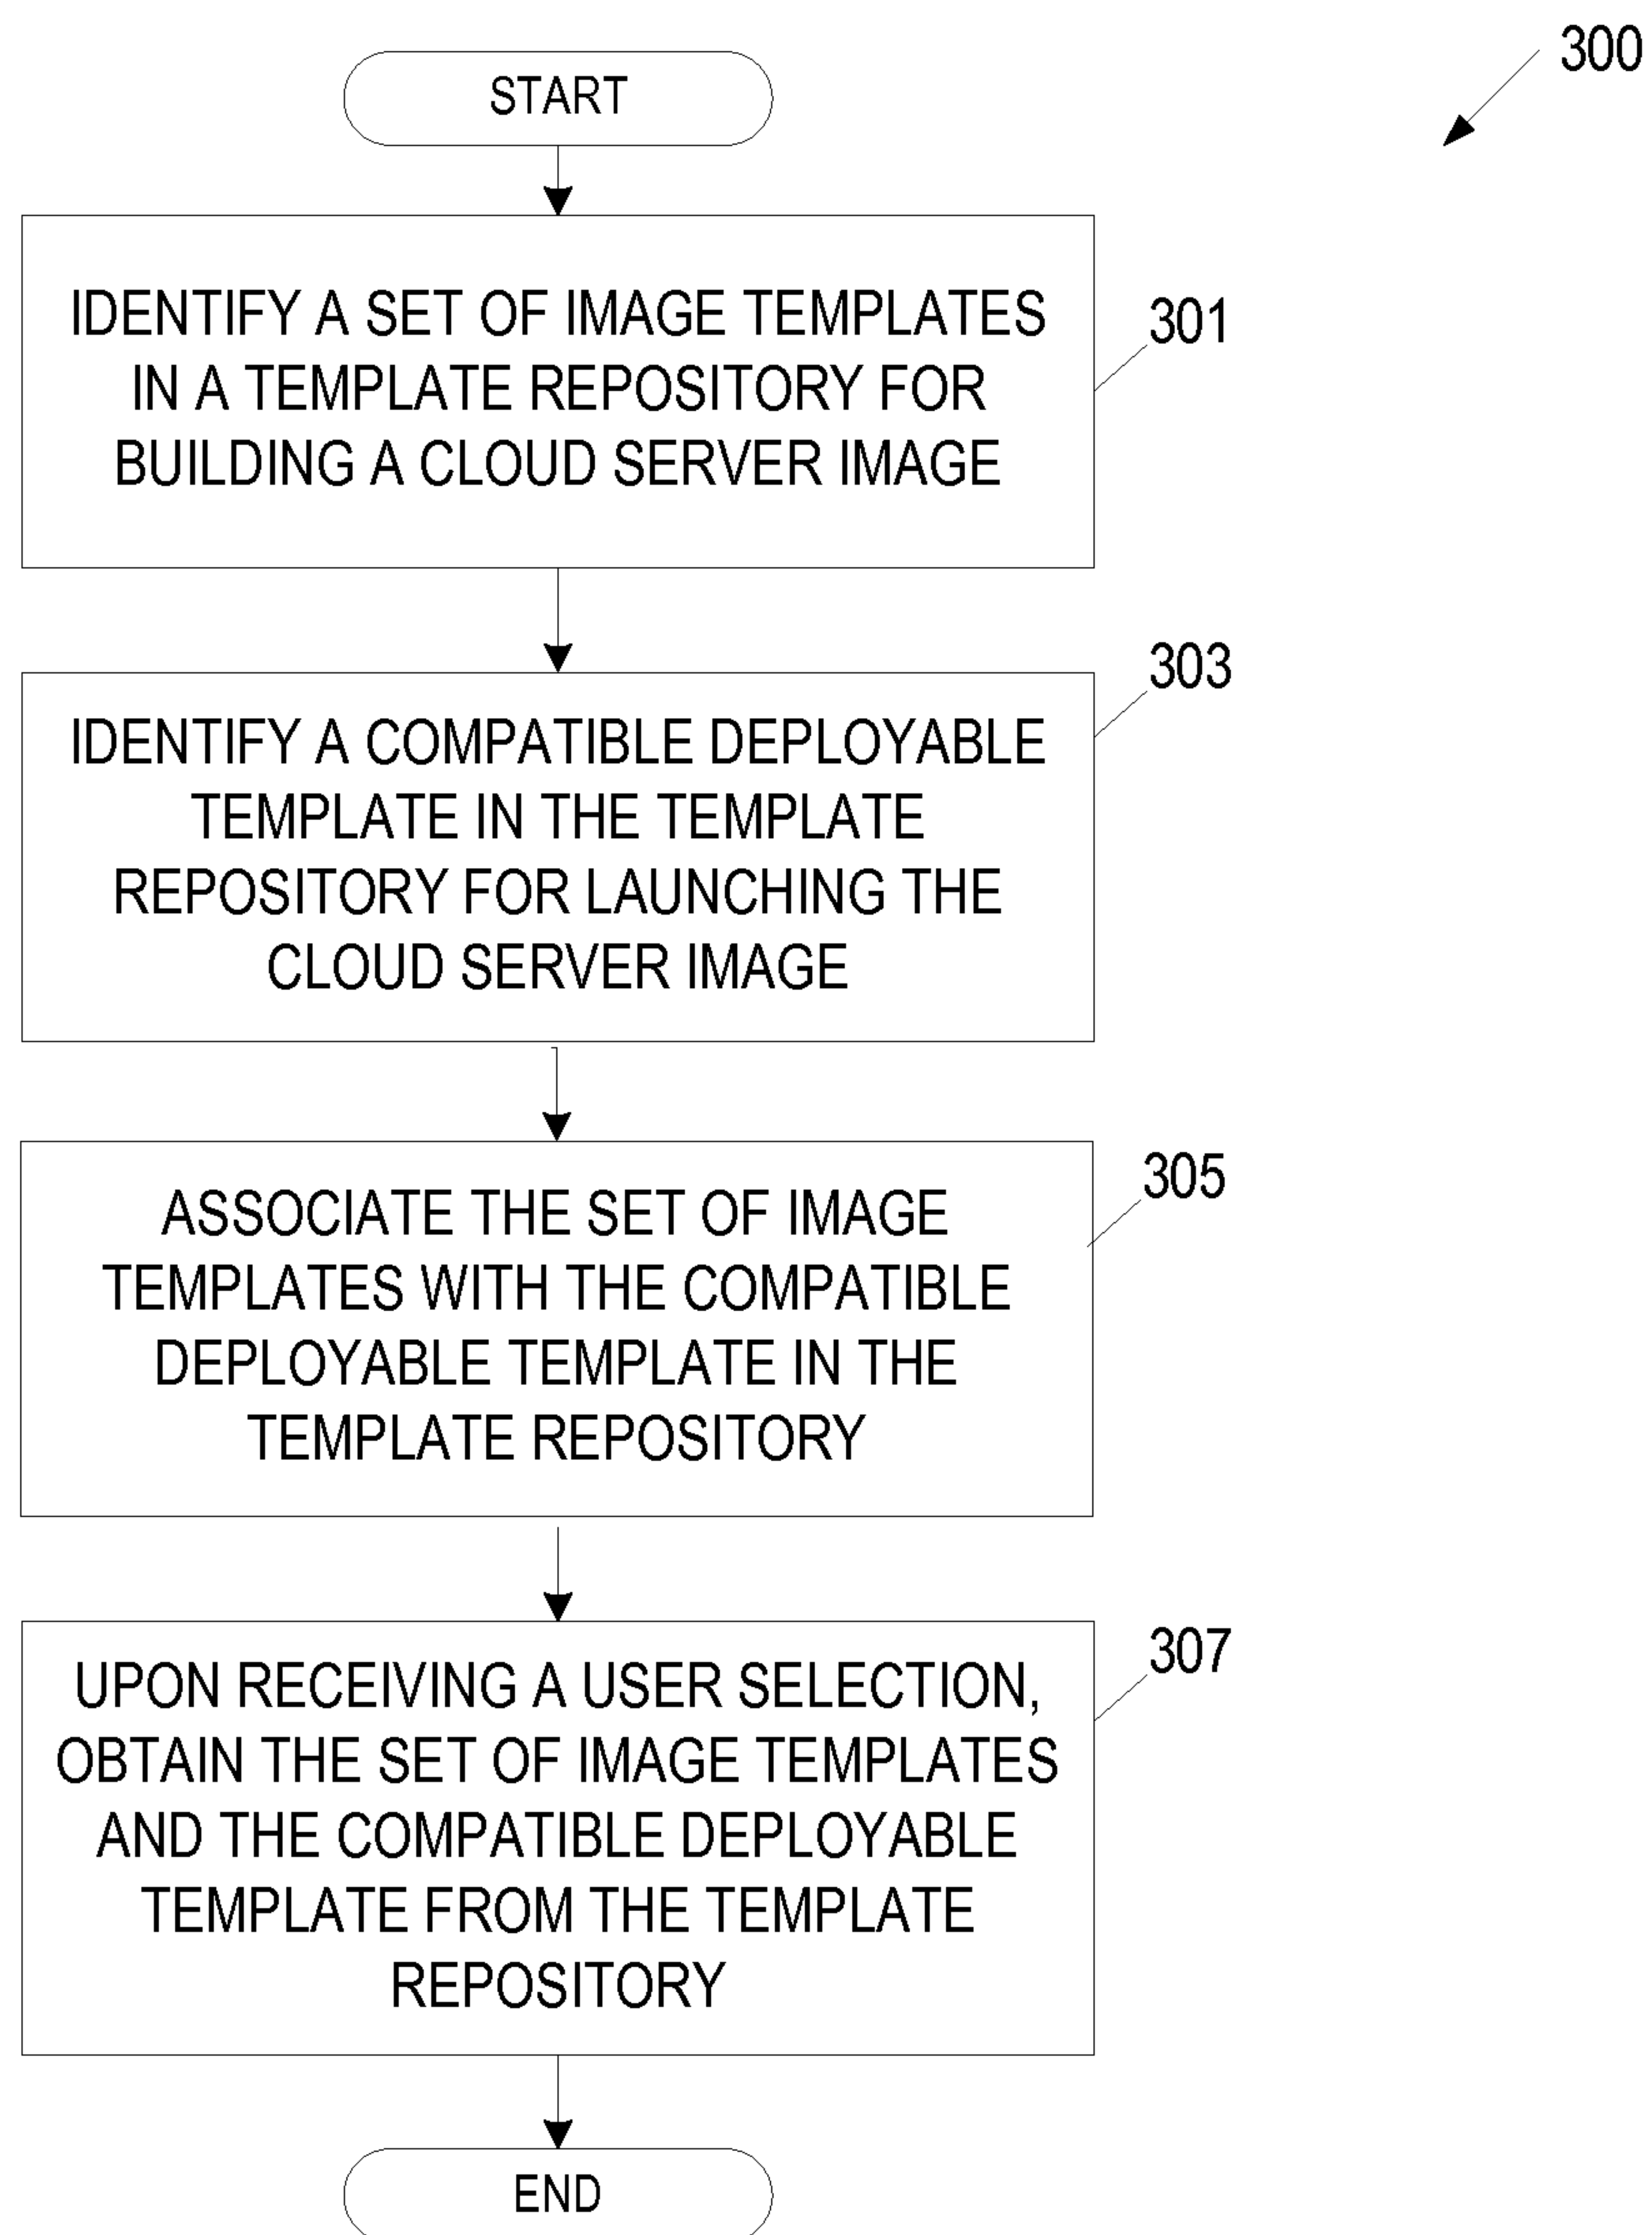 300
START
IDENTIFY A SET OF IMAGE TEMPLATES
IN A TEMPLATE REPOSITORY FOR
BUILDING A CLOUD SERVER IMAGE
301
IDENTIFY A COMPATIBLE DEPLOYABLE
TEMPLATE IN THE TEMPLATE
REPOSITORY FOR LAUNCHING THE
CLOUD SERVER IMAGE
303
ASSOCIATE THE SET OF IMAGE
TEMPLATES WITH THE COMPATIBLE
DEPLOYABLE TEMPLATE IN THE
TEMPLATE REPOSITORY
305
UPON RECEIVING A USER SELECTION,
OBTAIN THE SET OF IMAGE TEMPLATES
AND THE COMPATIBLE DEPLOYABLE
TEMPLATE FROM THE TEMPLATE
REPOSITORY
307
END